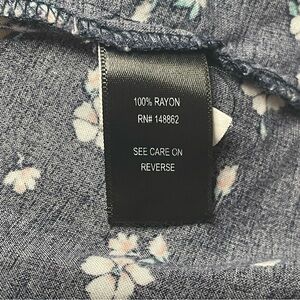 100% RAYON
RN# 148862
SEE CARE ON
REVERSE